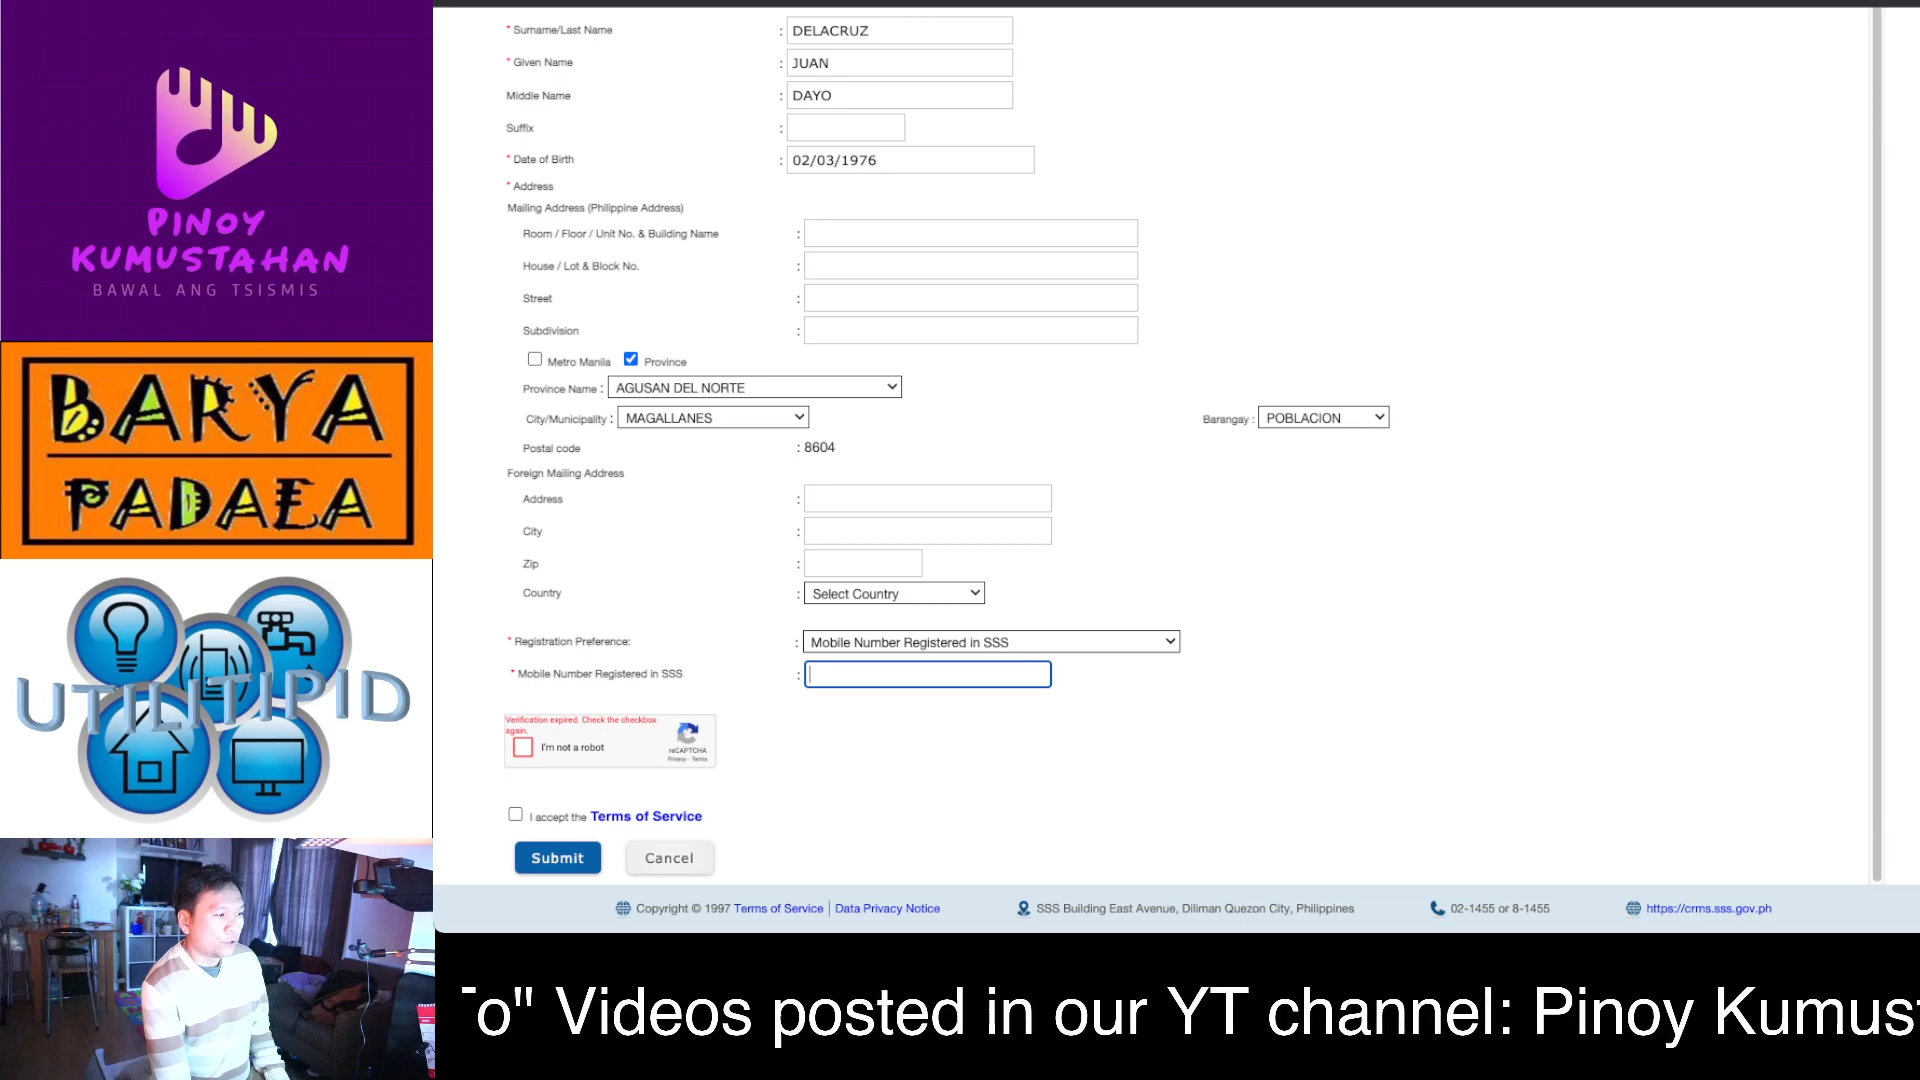 PINOY
KUMUSTAHAN
BAWAL ANG TSISMIS
BARYA
PADALA
UTILITIPID
* Surname/Last Name : DELACRUZ
* Given Name : JUAN
Middle Name : DAYO
Suffix :
* Date of Birth : 02/03/1976
* Address
Mailing Address (Philippine Address)
Room / Floor / Unit No. & Building Name :
House / Lot & Block No. :
Street :
Subdivision :
Metro Manila Province
Province Name : AGUSAN DEL NORTE
City/Municipality : MAGALLANES Barangay : POBLACION
Postal code : 8604
Foreign Mailing Address
Address :
City :
Zip :
Country : Select Country
* Registration Preference: : Mobile Number Registered in SSS
* Mobile Number Registered in SSS :
Verification expired. Check the checkbox
again.
I'm not a robot
reCAPTCHA
Privacy - Terms
I accept the Terms of Service
Submit Cancel
Copyright © 1997 Terms of Service | Data Privacy Notice SSS Building East Avenue, Diliman Quezon City, Philippines 02-1455 or 8-1455 https://crms.sss.gov.ph
o" Videos posted in our YT channel: Pinoy Kumus